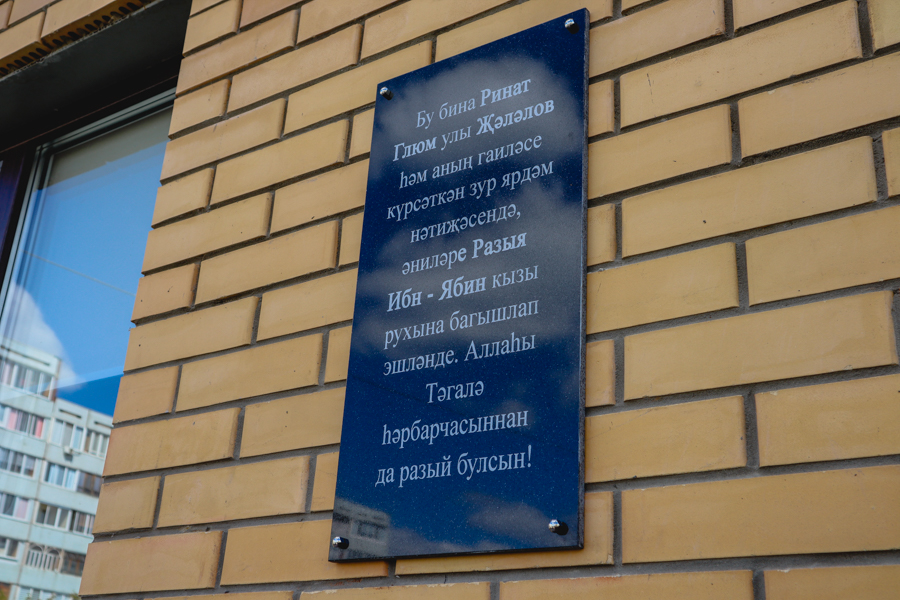 Бу бина Ринат
Глюм улы Җәләлов
һәм аның гаиләсе
күрсәткән зур ярдәм
нәтиҗәсендә,
әниләре Разыя
Ибн - Ябин кызы
рухына багышлап
эшләнде. Аллаһы
Тәгалә
һәрбарчасыннан
да разый булсын!